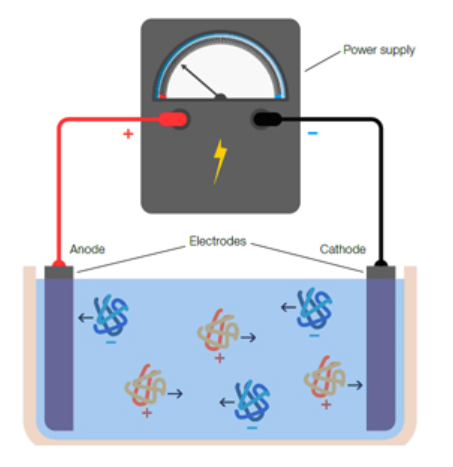 Power supply
+
−
Anode
Electrodes
Cathode
−
−
+
+
+
−